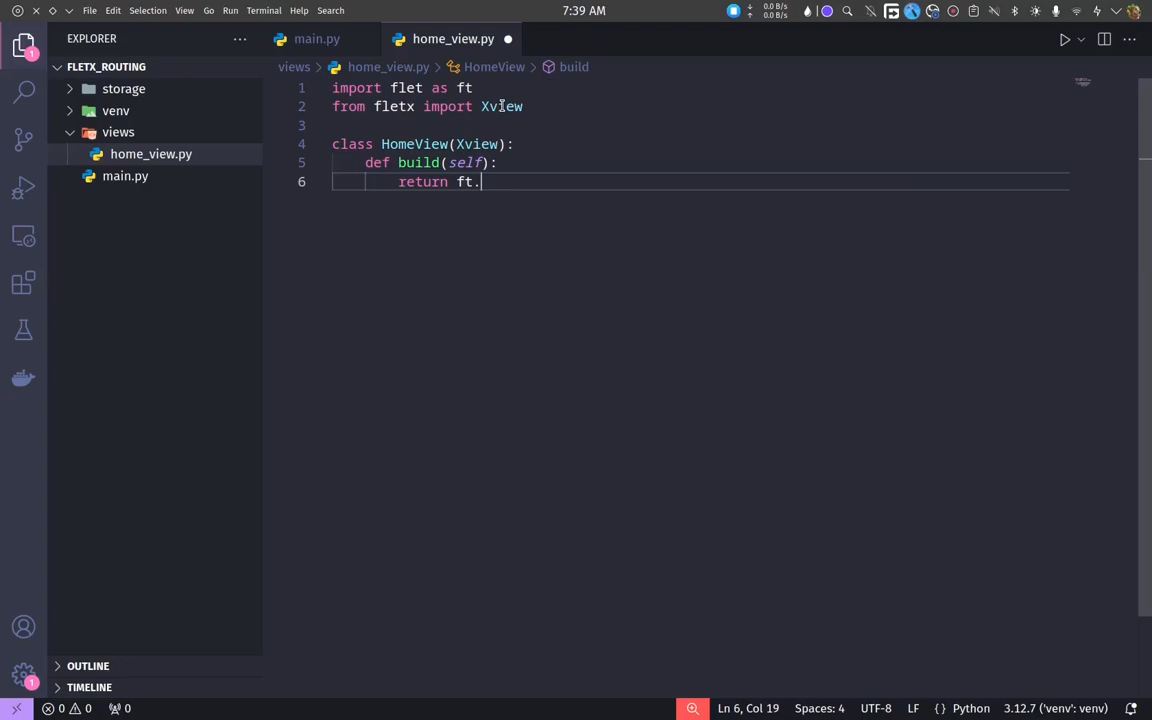 File Edit Selection View Go Run Terminal Help Search
7:39 AM
0.0 B/s
0.0 B/s
1
EXPLORER
FLETX_ROUTING
storage
venv
views
home_view.py
main.py
OUTLINE
TIMELINE
main.py
home_view.py
views > home_view.py > HomeView > build
1 import flet as ft
2 from fletx import Xview
3
4 class HomeView(Xview):
5 def build(self):
6 return ft.
1
0 0 0
Ln 6, Col 19 Spaces: 4 UTF-8 LF {} Python 3.12.7 ('venv': venv)